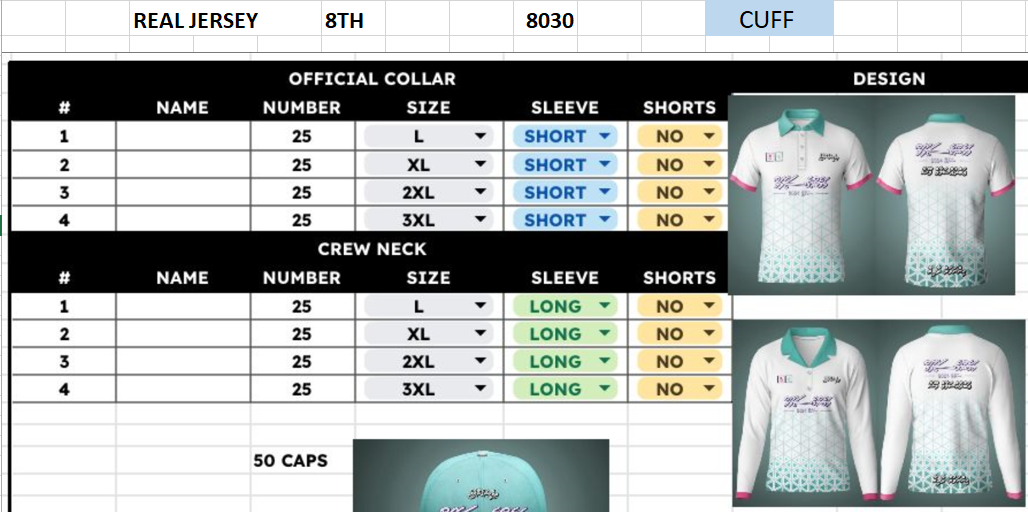 REAL JERSEY 8TH 8030 CUFF
OFFICIAL COLLAR DESIGN
# NAME NUMBER SIZE SLEEVE SHORTS
1 25 L SHORT NO
2 25 XL SHORT NO
3 25 2XL SHORT NO
4 25 3XL SHORT NO
CREW NECK
# NAME NUMBER SIZE SLEEVE SHORTS
1 25 L LONG NO
2 25 XL LONG NO
3 25 2XL LONG NO
4 25 3XL LONG NO
50 CAPS